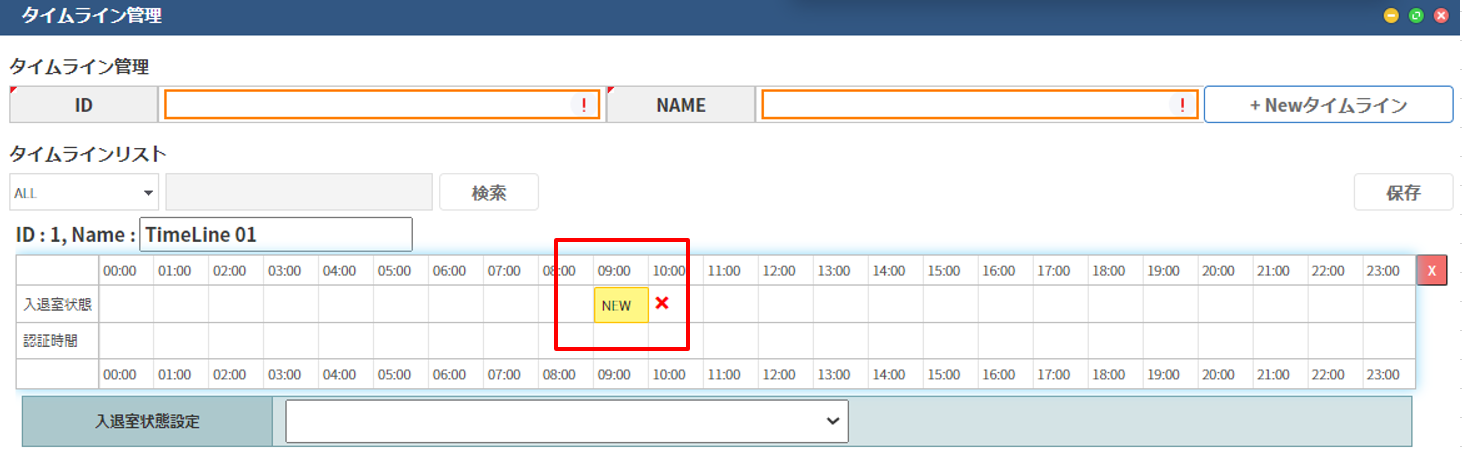 タイムライン管理
タイムライン管理
ID ! NAME ! + Newタイムライン
タイムラインリスト
ALL 検索 保存
ID : 1, Name : TimeLine 01
00:00 01:00 02:00 03:00 04:00 05:00 06:00 07:00 08:00 09:00 10:00 11:00 12:00 13:00 14:00 15:00 16:00 17:00 18:00 19:00 20:00 21:00 22:00 23:00 X
入退室状態 NEW
認証時間
00:00 01:00 02:00 03:00 04:00 05:00 06:00 07:00 08:00 09:00 10:00 11:00 12:00 13:00 14:00 15:00 16:00 17:00 18:00 19:00 20:00 21:00 22:00 23:00
入退室状態設定